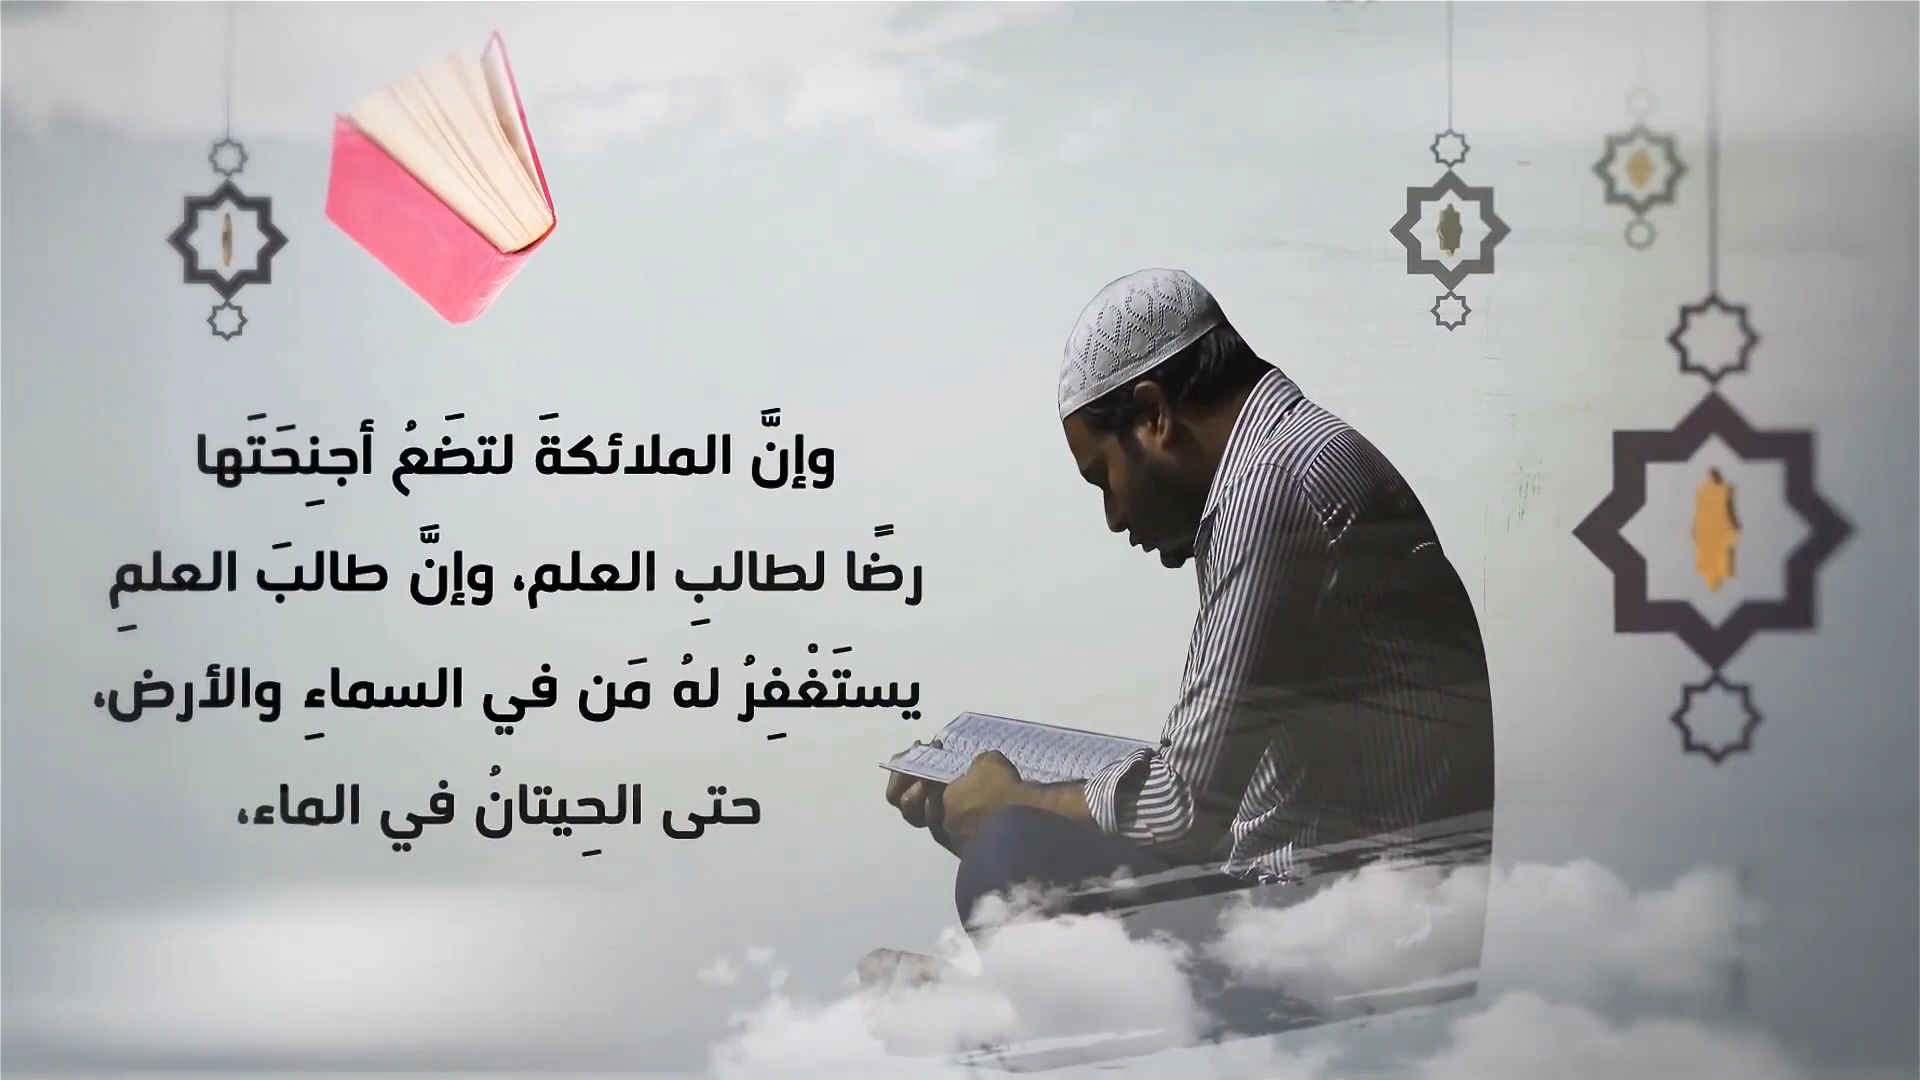 وإنَّ الملائكةَ لتضَعُ أجنِحَتَها
رضًا لطالبِ العلم، وإنَّ طالبَ العلمِ
يستَغْفِرُ لهُ مَن في السماءِ والأرض،
حتى الحِيتانُ في الماء،